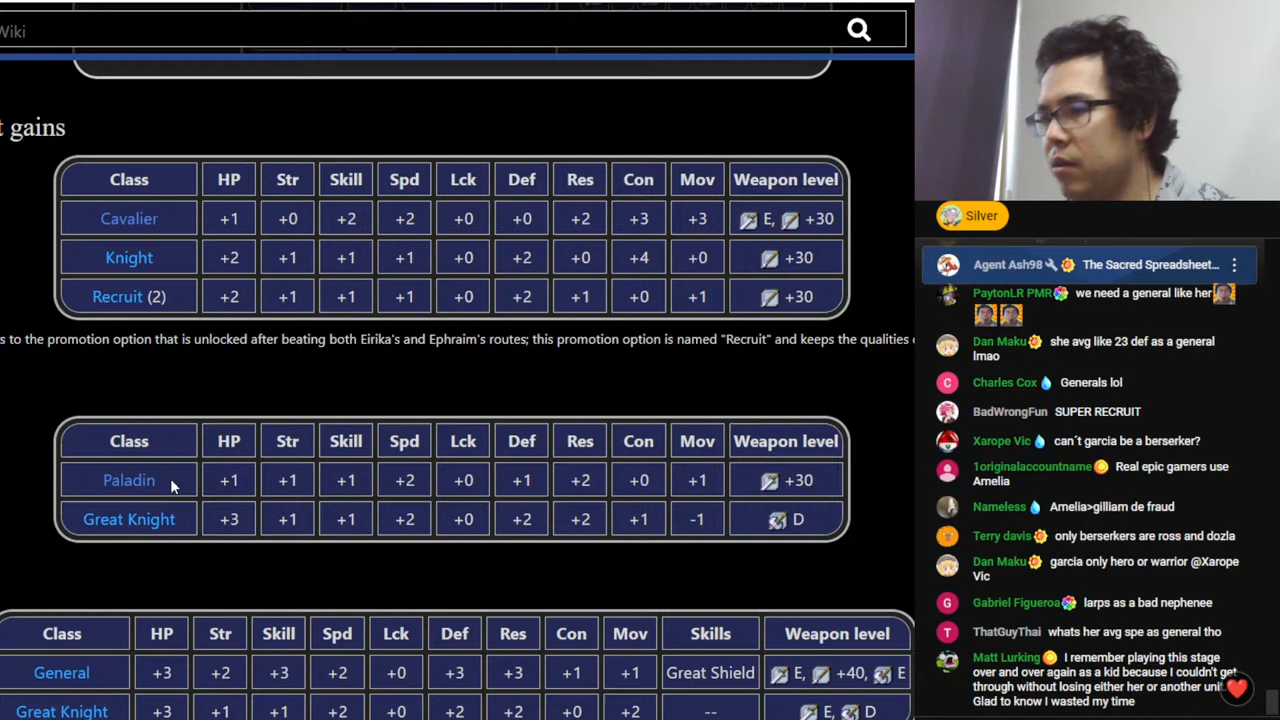 Wiki
t gains
Class HP Str Skill Spd Lck Def Res Con Mov Weapon level
Cavalier +1 +0 +2 +2 +0 +0 +2 +3 +3 E, +30
Knight +2 +1 +1 +1 +0 +2 +0 +4 +0 +30
Recruit (2) +2 +1 +1 +1 +0 +2 +1 +0 +1 +30
s to the promotion option that is unlocked after beating both Eirika's and Ephraim's routes; this promotion option is named "Recruit" and keeps the qualities
Class HP Str Skill Spd Lck Def Res Con Mov Weapon level
Paladin +1 +1 +1 +2 +0 +1 +2 +0 +1 +30
Great Knight +3 +1 +1 +2 +0 +2 +2 +1 -1 D
Class HP Str Skill Spd Lck Def Res Con Mov Skills Weapon level
General +3 +2 +3 +2 +0 +3 +3 +1 +1 Great Shield E, +40, E
Great Knight +3 +1 +1 +2 +0 +2 +2 +0 +2 -- E, D
Silver
Agent Ash98 The Sacred Spreadsheet...
PaytonLR PMR we need a general like her
Dan Maku she avg like 23 def as a general
lmao
Charles Cox Generals lol
BadWrongFun SUPER RECRUIT
Xarope Vic can´t garcia be a berserker?
1originalaccountname Real epic gamers use
Amelia
Nameless Amelia>gilliam de fraud
Terry davis only berserkers are ross and dozla
Dan Maku garcia only hero or warrior @Xarope
Vic
Gabriel Figueroa larps as a bad nephenee
ThatGuyThai whats her avg spe as general tho
Matt Lurking I remember playing this stage
over and over again as a kid because I couldn't get
through without losing either her or another unit.
Glad to know I wasted my time